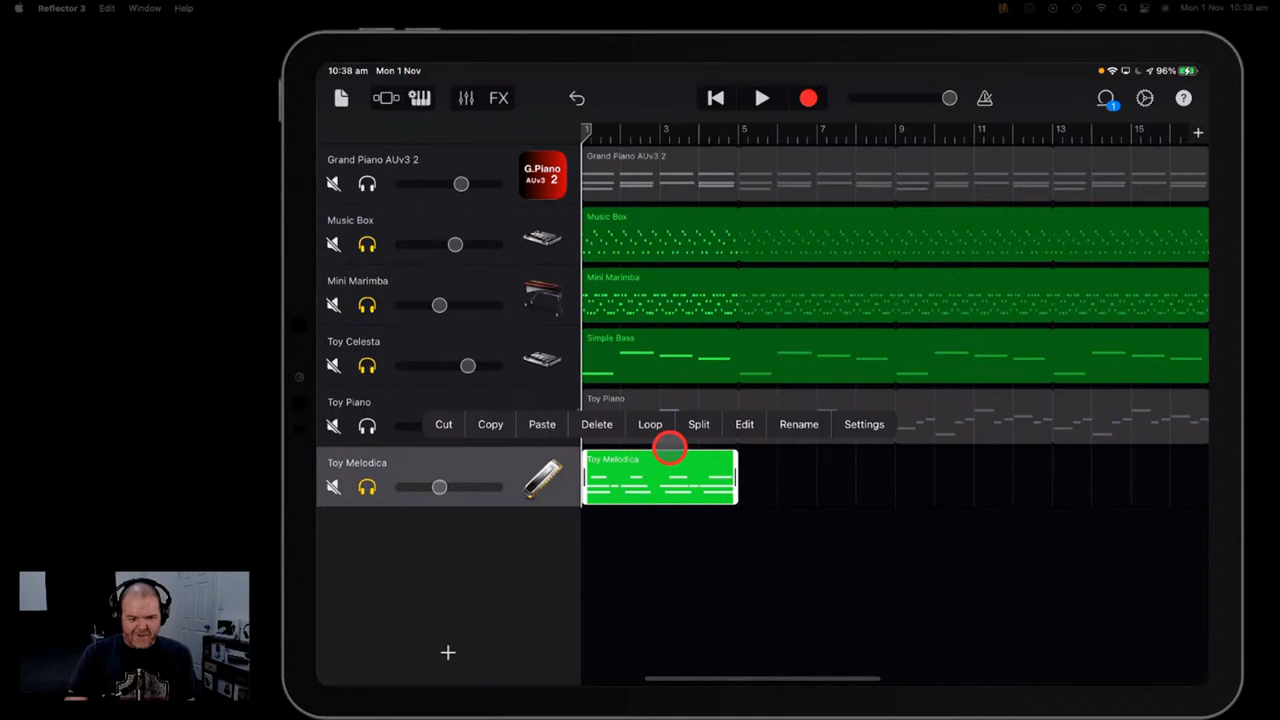 Reflector 3 Edit Window Help
Mon 1 Nov 10:38 am
10:38 am Mon 1 Nov
96%
FX
1
1 3 5 7 9 11 13 15
Grand Piano AUv3 2
G.Piano
AUv3 2
Grand Piano AUv3 2
Music Box
Music Box
Mini Marimba
Mini Marimba
Toy Celesta
Simple Bass
Toy Piano
Toy Piano
Cut Copy Paste Delete Loop Split Edit Rename Settings
Toy Melodica
Toy Melodica